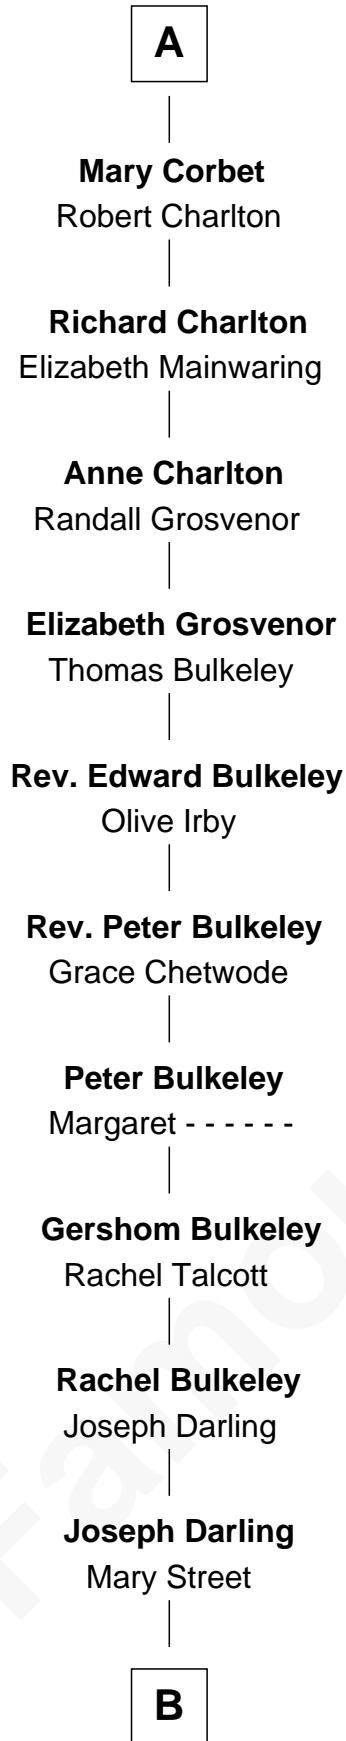 A
Mary Corbet
Robert Charlton
Richard Charlton
Elizabeth Mainwaring
Anne Charlton
Randall Grosvenor
Elizabeth Grosvenor
Thomas Bulkeley
Rev. Edward Bulkeley
Olive Irby
Rev. Peter Bulkeley
Grace Chetwode
Peter Bulkeley
Margaret - - - - - -
Gershom Bulkeley
Rachel Talcott
Rachel Bulkeley
Joseph Darling
Joseph Darling
Mary Street
B